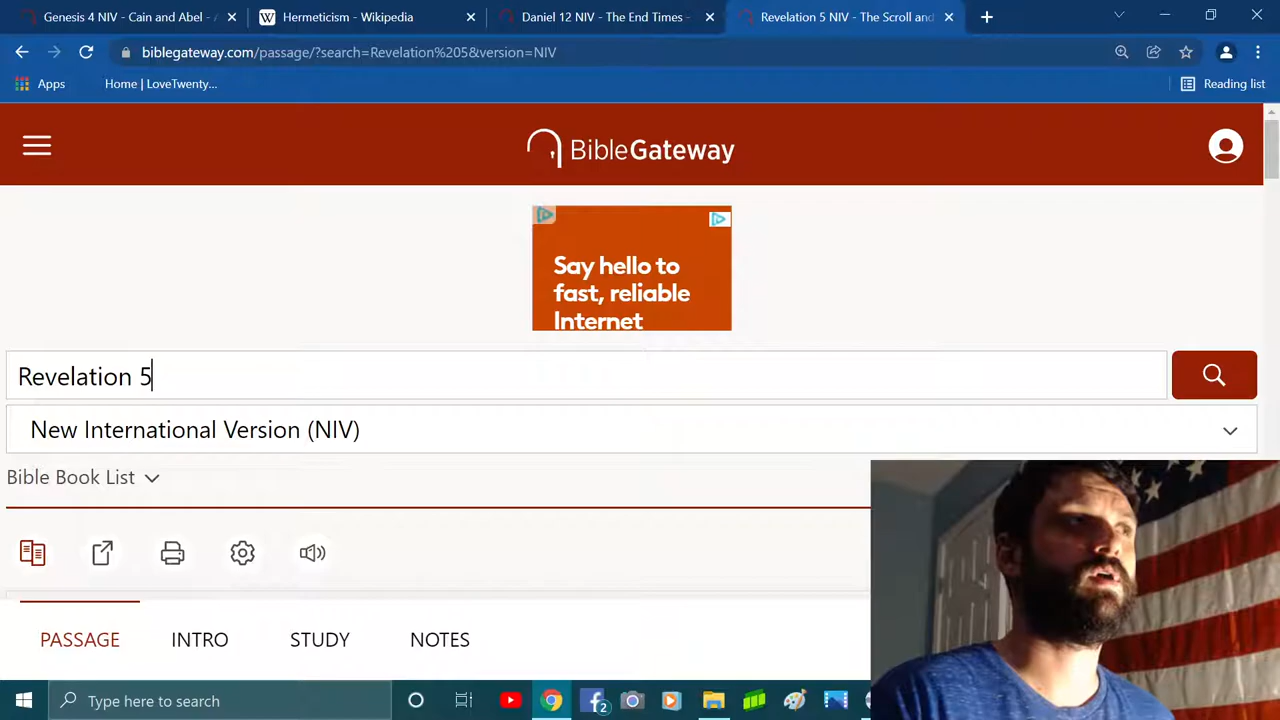 Genesis 4 NIV - Cain and Abel -
Hermeticism - Wikipedia
Daniel 12 NIV - The End Times -
Revelation 5 NIV - The Scroll and
biblegateway.com/passage/?search=Revelation%205&version=NIV
Apps
Home | LoveTwenty...
Reading list
BibleGateway
Say hello to
fast, reliable
Internet
Revelation 5
New International Version (NIV)
Bible Book List
PASSAGE
INTRO
STUDY
NOTES
Type here to search
2